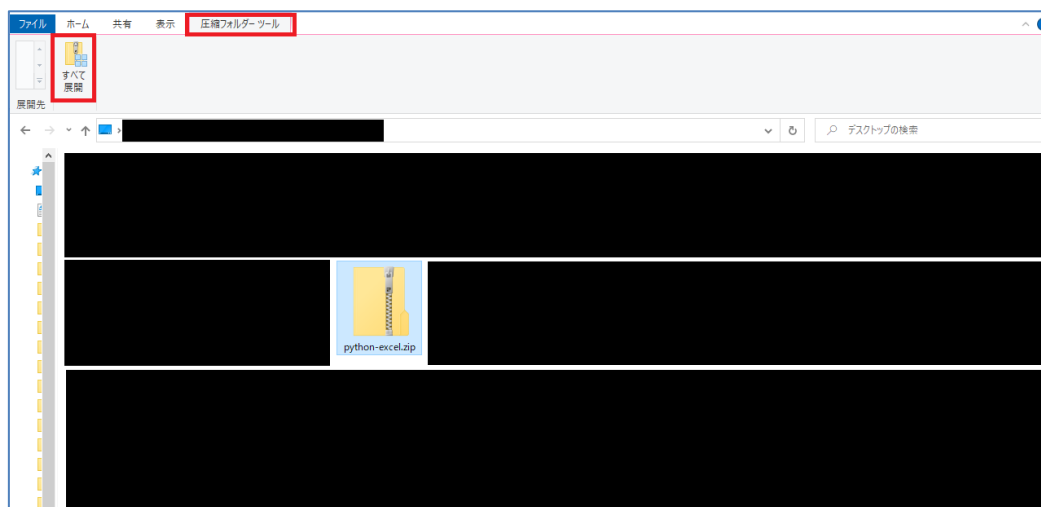 ファイル ホーム 共有 表示 圧縮フォルダー ツール
すべて
展開
展開先
デスクトップの検索
python-excel.zip